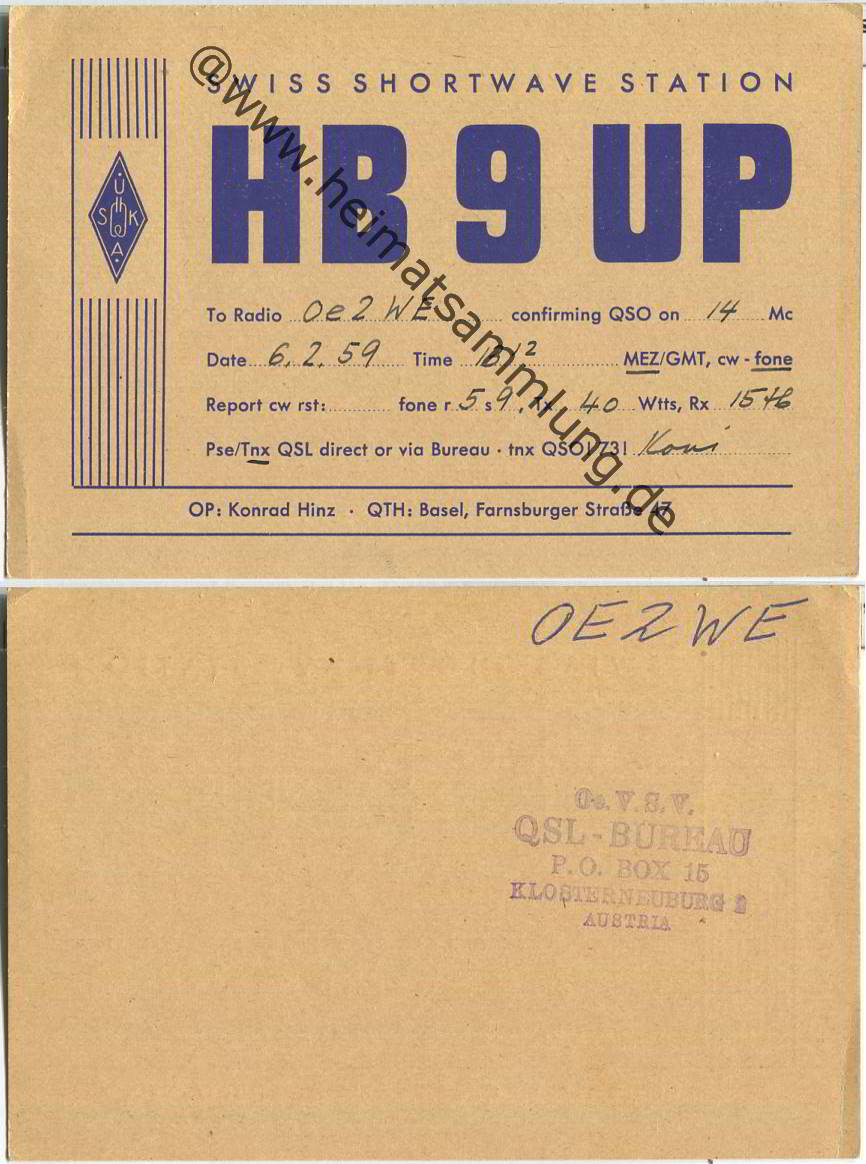 SWISS SHORTWAVE STATION
HB 9 UP
U
S K
A
To Radio Oe2WE confirming QSO on 14 Mc
Date 6.2.59 Time MEZ/GMT, cw - fone
Report cw rst: fone r 5 s 9, Tx 40 Wtts, Rx 15
Pse/Tnx QSL direct or via Bureau · tnx QSO! 73! Koni
OP: Konrad Hinz · QTH: Basel, Farnsburger Straße 47
@www.heimatsammlung.de
OE2WE
Oe. V. S. V.
QSL-BUREAU
P. O. BOX 15
KLOSTERNEUBURG 2
AUSTRIA